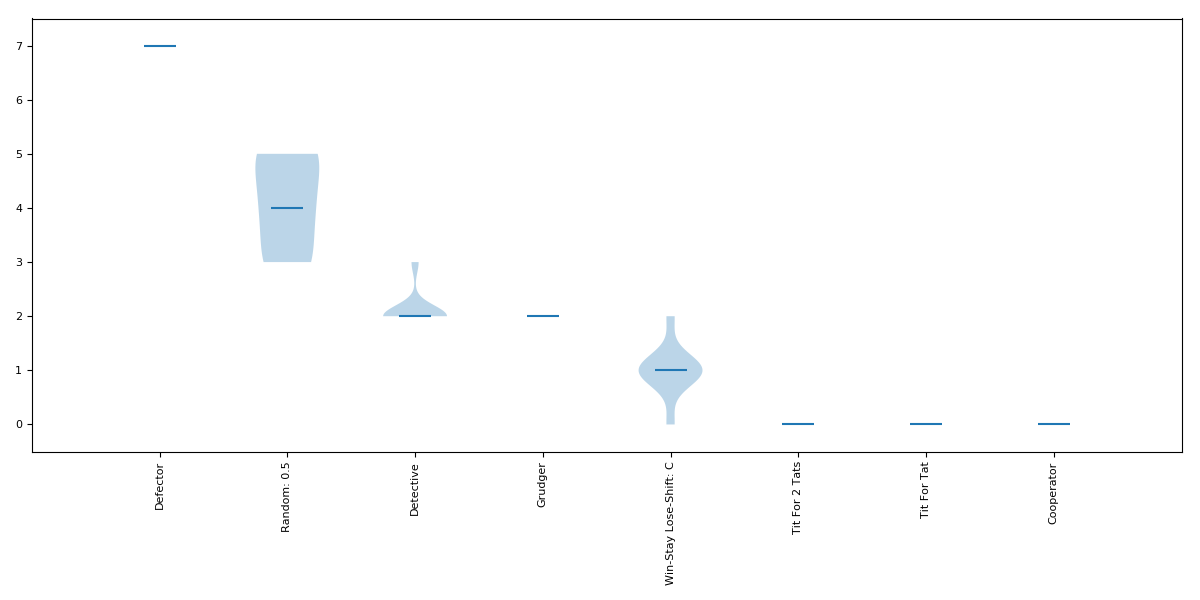 7
6
5
4
3
2
1
0
Defector
Random: 0.5
Detective
Grudger
Win-Stay Lose-Shift: C
Tit For 2 Tats
Tit For Tat
Cooperator